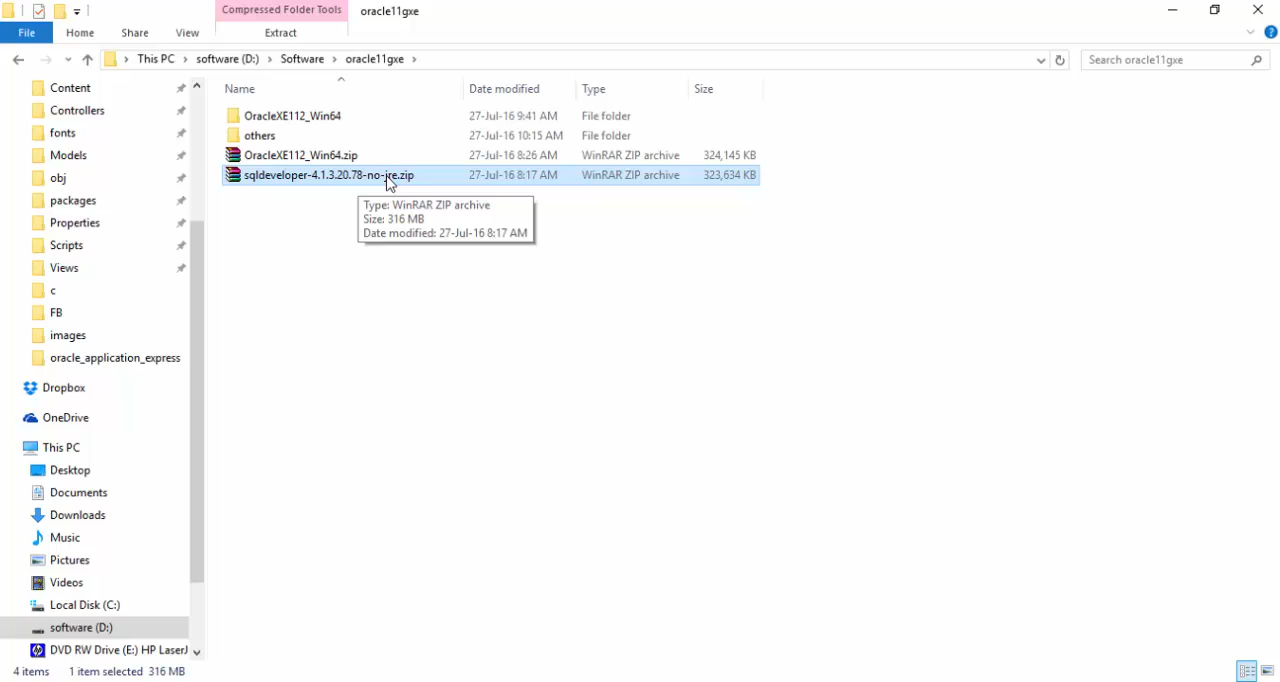 Compressed Folder Tools oracle11gxe
File Home Share View Extract
This PC software (D:) Software oracle11gxe Search oracle11gxe
Name Date modified Type Size
OracleXE112_Win64 27-Jul-16 9:41 AM File folder
others 27-Jul-16 10:15 AM File folder
OracleXE112_Win64.zip 27-Jul-16 8:26 AM WinRAR ZIP archive 324,145 KB
sqldeveloper-4.1.3.20.78-no-jre.zip 27-Jul-16 8:17 AM WinRAR ZIP archive 323,634 KB
Type: WinRAR ZIP archive
Size: 316 MB
Date modified: 27-Jul-16 8:17 AM
Content
Controllers
fonts
Models
obj
packages
Properties
Scripts
Views
c
FB
images
oracle_application_express
Dropbox
OneDrive
This PC
Desktop
Documents
Downloads
Music
Pictures
Videos
Local Disk (C:)
software (D:)
DVD RW Drive (E:) HP LaserJ
4 items 1 item selected 316 MB